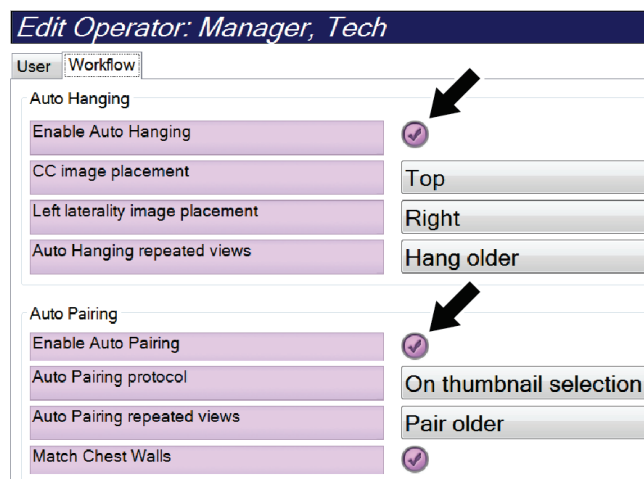 Edit Operator: Manager, Tech
User Workflow
Auto Hanging
Enable Auto Hanging
CC image placement Top
Left laterality image placement Right
Auto Hanging repeated views Hang older
Auto Pairing
Enable Auto Pairing
Auto Pairing protocol On thumbnail selection
Auto Pairing repeated views Pair older
Match Chest Walls